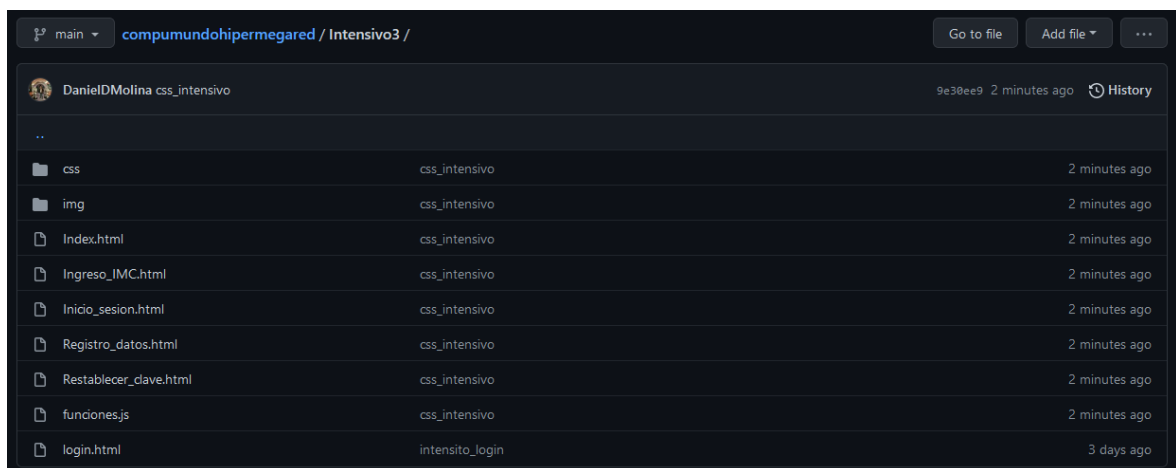 main compumundohipermegared / Intensivo3 / Go to file Add file ...
DanielDMolina css_intensivo 9e30ee9 2 minutes ago History
..
css css_intensivo 2 minutes ago
img css_intensivo 2 minutes ago
Index.html css_intensivo 2 minutes ago
Ingreso_IMC.html css_intensivo 2 minutes ago
Inicio_sesion.html css_intensivo 2 minutes ago
Registro_datos.html css_intensivo 2 minutes ago
Restablecer_clave.html css_intensivo 2 minutes ago
funciones.js css_intensivo 2 minutes ago
login.html intensito_login 3 days ago